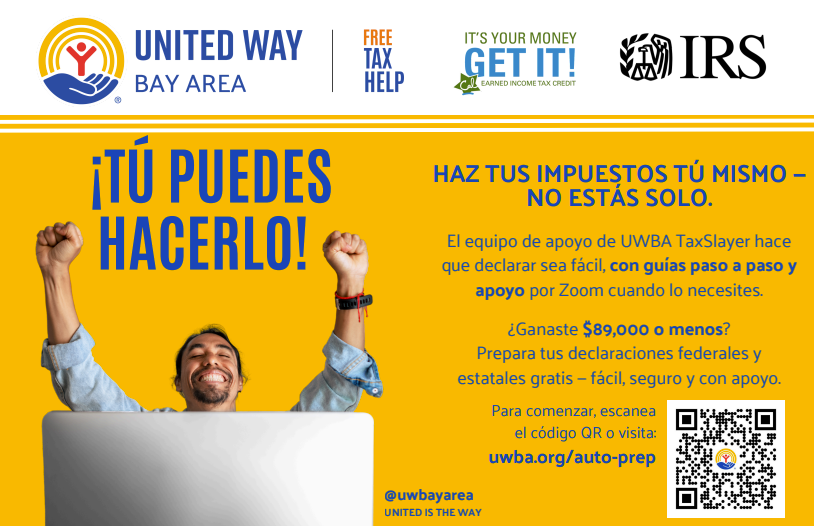 UNITED WAY
BAY AREA
FREE
TAX
HELP
IT'S YOUR MONEY
GET IT!
Cal
EARNED INCOME TAX CREDIT
IRS
¡TÚ PUEDES
HACERLO!
HAZ TUS IMPUESTOS TÚ MISMO –
NO ESTÁS SOLO.
El equipo de apoyo de UWBA TaxSlayer hace
que declarar sea fácil, con guías paso a paso y
apoyo por Zoom cuando lo necesites.
¿Ganaste $89,000 o menos?
Prepara tus declaraciones federales y
estatales gratis – fácil, seguro y con apoyo.
Para comenzar, escanea
el código QR o visita:
uwba.org/auto-prep
@uwbayarea
UNITED IS THE WAY